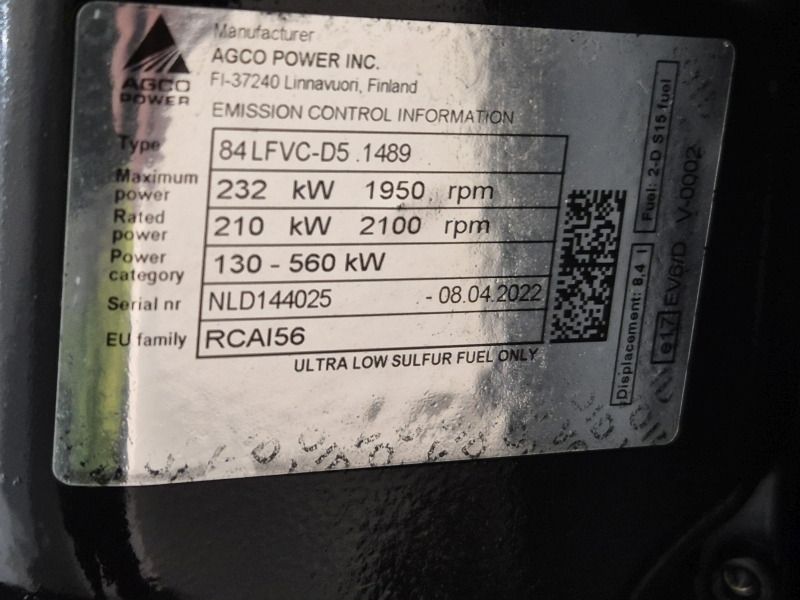 AGCO
POWER
Manufacturer
AGCO POWER INC.
FI-37240 Linnavuori, Finland
EMISSION CONTROL INFORMATION
Type 84 LFVC-D5 .1489
Maximum power 232 kW 1950 rpm
Rated power 210 kW 2100 rpm
Power category 130 - 560 kW
Serial nr NLD144025 - 08.04.2022
EU family RCAI56
ULTRA LOW SULFUR FUEL ONLY
Displacement: 8,4 l
Fuel: 2-D S15 fuel
e17 EV6/D V-0002